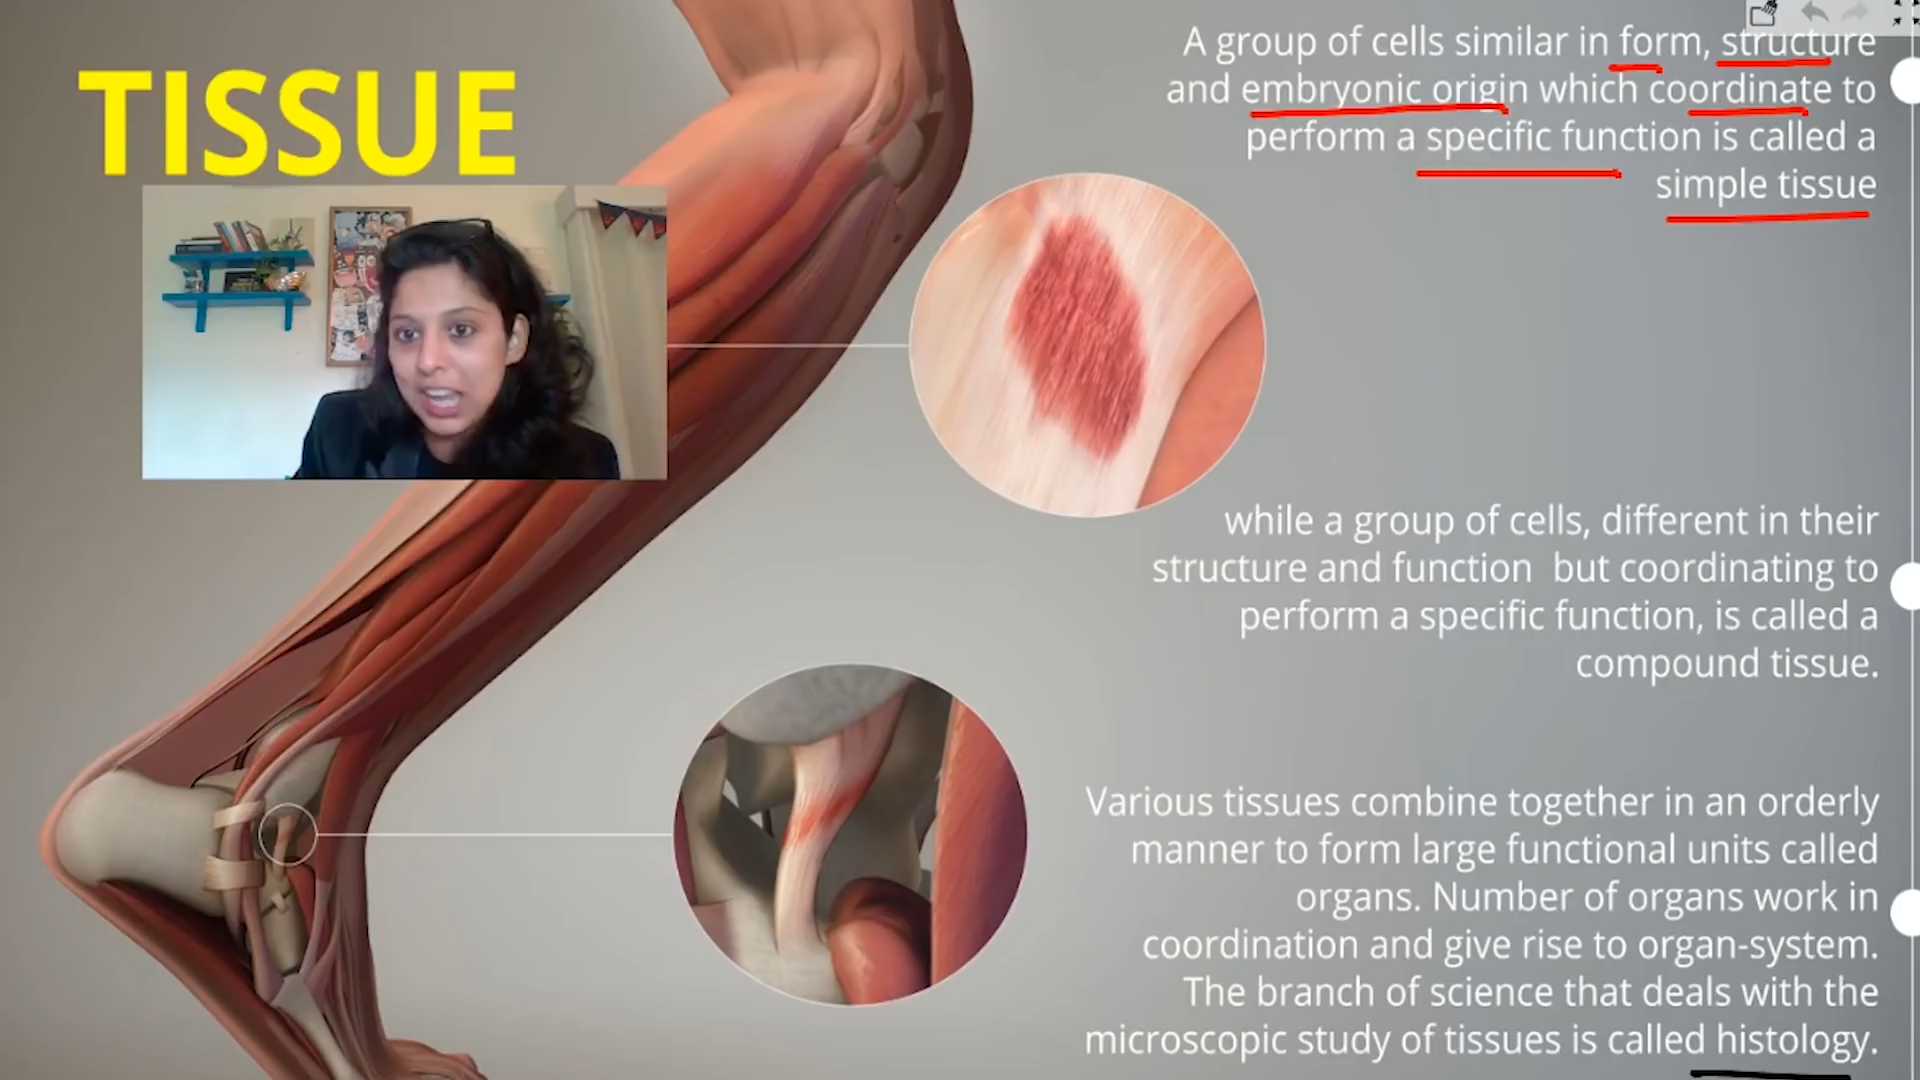 TISSUE
A group of cells similar in form, structure
and embryonic origin which coordinate to
perform a specific function is called a
simple tissue
while a group of cells, different in their
structure and function but coordinating to
perform a specific function, is called a
compound tissue.
Various tissues combine together in an orderly
manner to form large functional units called
organs. Number of organs work in
coordination and give rise to organ-system.
The branch of science that deals with the
microscopic study of tissues is called histology.